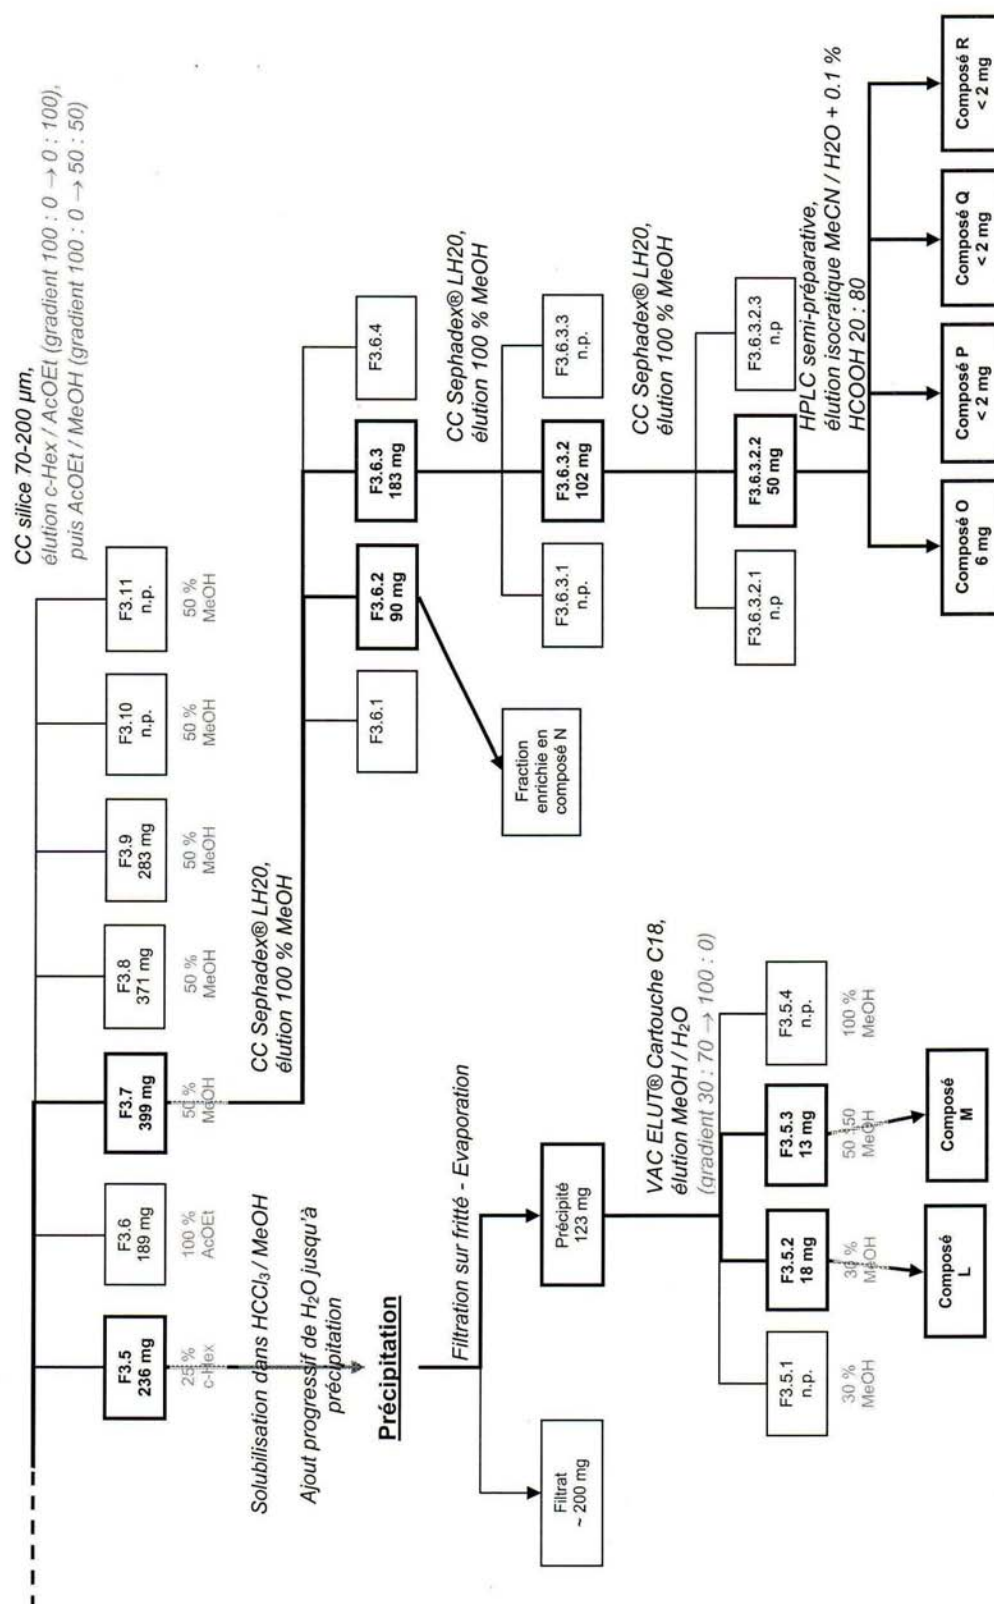 CC silice 70-200 µm,
élution c-Hex / AcOEt (gradient 100 : 0 → 0 : 100),
puis AcOEt / MeOH (gradient 100 : 0 → 50 : 50)
F3.5
236 mg
25 %
c-Hex
F3.6
189 mg
100 %
AcOEt
F3.7
399 mg
50 %
MeOH
F3.8
371 mg
50 %
MeOH
F3.9
283 mg
50 %
MeOH
F3.10
n.p.
50 %
MeOH
F3.11
n.p.
50 %
MeOH
Solubilisation dans HCCl₃ / MeOH
Ajout progressif de H₂O jusqu'à
précipitation
Précipitation
Filtration sur fritté - Evaporation
Filtrat
~ 200 mg
Précipité
123 mg
VAC ELUT® Cartouche C18,
élution MeOH / H₂O
(gradient 30 : 70 → 100 : 0)
F3.5.1
n.p.
30 %
MeOH
F3.5.2
18 mg
30 %
MeOH
F3.5.3
13 mg
50 :50
MeOH
F3.5.4
n.p.
100 %
MeOH
Composé
L
Composé
M
CC Sephadex® LH20,
élution 100 % MeOH
F3.6.1
F3.6.2
90 mg
F3.6.3
183 mg
F3.6.4
Fraction
enrichie en
composé N
CC Sephadex® LH20,
élution 100 % MeOH
F3.6.3.1
n.p.
F3.6.3.2
102 mg
F3.6.3.3
n.p.
CC Sephadex® LH20,
élution 100 % MeOH
F3.6.3.2.1
n.p
F3.6.3.2.2
50 mg
F3.6.3.2.3
n.p
HPLC semi-préparative,
élution isocratique MeCN / H2O + 0.1 %
HCOOH 20 : 80
Composé O
6 mg
Composé P
< 2 mg
Composé Q
< 2 mg
Composé R
< 2 mg